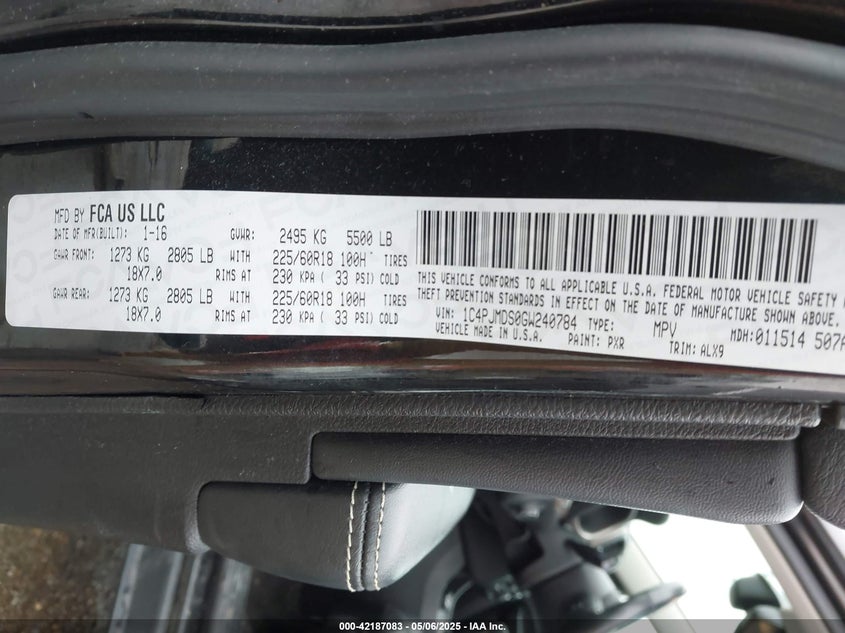 MFD BY FCA US LLC
DATE OF MFR(BUILT): 1-16 GVWR: 2495 KG 5500 LB
GAWR FRONT: 1273 KG 2805 LB WITH 225/60R18 100H TIRES
18X7.0 RIMS AT 230 KPA ( 33 PSI) COLD
GAWR REAR: 1273 KG 2805 LB WITH 225/60R18 100H TIRES
18X7.0 RIMS AT 230 KPA ( 33 PSI) COLD
THIS VEHICLE CONFORMS TO ALL APPLICABLE U.S.A. FEDERAL MOTOR VEHICLE SAFETY
THEFT PREVENTION STANDARDS IN EFFECT ON THE DATE OF MANUFACTURE SHOWN ABOVE.
VIN: 1C4PJMDS0GW240784 TYPE: MPV MDH:011514 507
VEHICLE MADE IN U.S.A. PAINT: PXR TRIM: ALX9
000-42187083 - 05/06/2025 - IAA Inc.